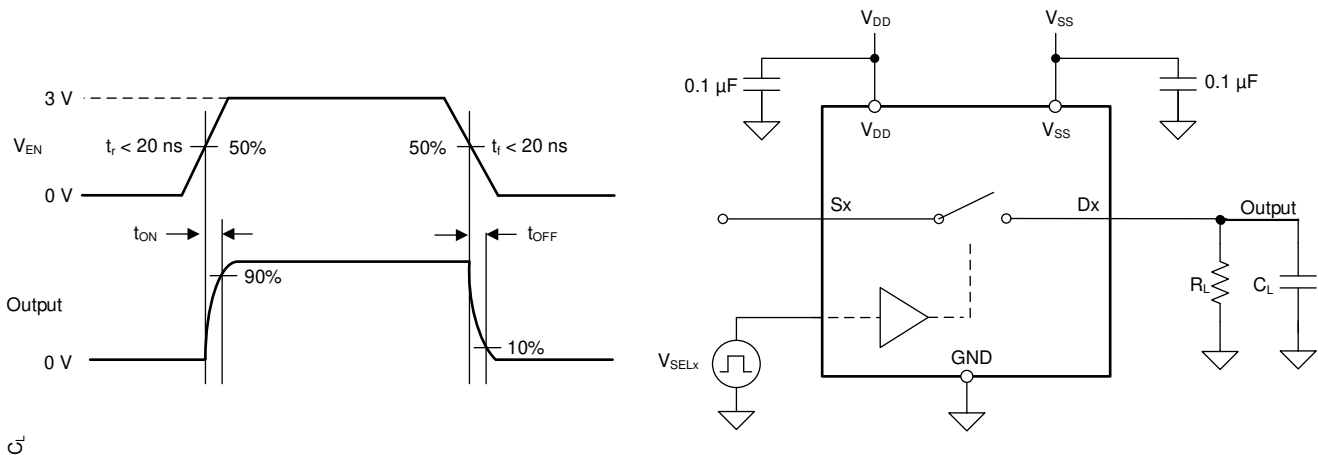 3 V
V_EN
t_r < 20 ns
50%
50%
t_f < 20 ns
0 V
t_ON
t_OFF
90%
Output
10%
0 V
C_L
V_DD
V_SS
0.1 µF
0.1 µF
V_DD
V_SS
Sx
Dx
Output
R_L
C_L
V_SELx
GND